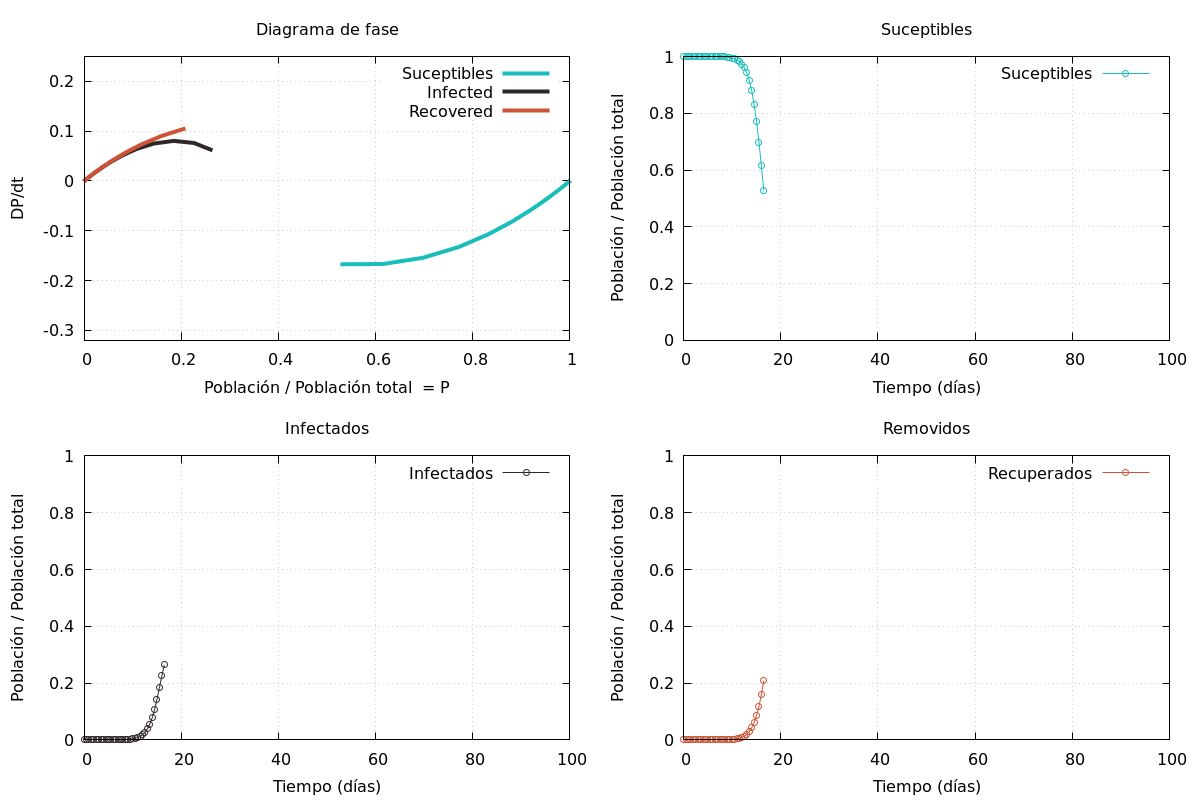 Diagrama de fase
Suceptibles
Infected
Recovered
0.2
0.1
0
-0.1
-0.2
-0.3
DP/dt
0 0.2 0.4 0.6 0.8 1
Población / Población total = P
Suceptibles
Suceptibles
1
0.8
0.6
0.4
0.2
0
Población / Población total
0 20 40 60 80 100
Tiempo (días)
Infectados
Infectados
1
0.8
0.6
0.4
0.2
0
Población / Población total
0 20 40 60 80 100
Tiempo (días)
Removidos
Recuperados
1
0.8
0.6
0.4
0.2
0
Población / Población total
0 20 40 60 80 100
Tiempo (días)